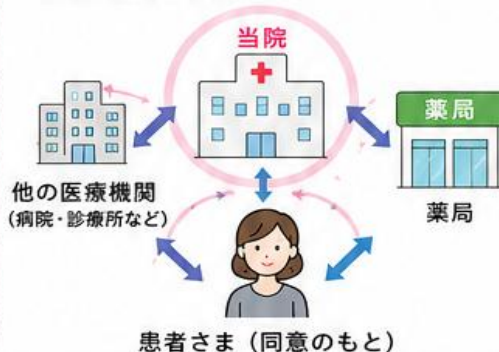 当院
薬局
他の医療機関
(病院・診療所など)
薬局
患者さま（同意のもと）